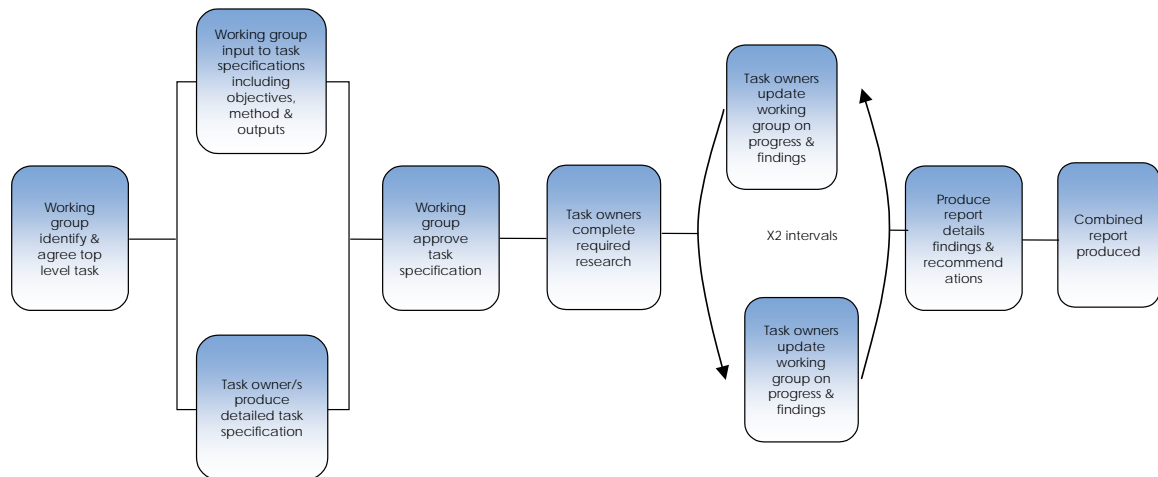 Working group
input to task
specifications
including
objectives,
method &
outputs
Working
group
identify &
agree top
level task
Task owner/s
produce
detailed task
specification
Working
group
approve
task
specification
Task owners
complete
required
research
Task owners
update
working
group on
progress &
findings
X2 intervals
Task owners
update
working
group on
progress &
findings
Produce
report
details
findings &
recommend
ations
Combined
report
produced